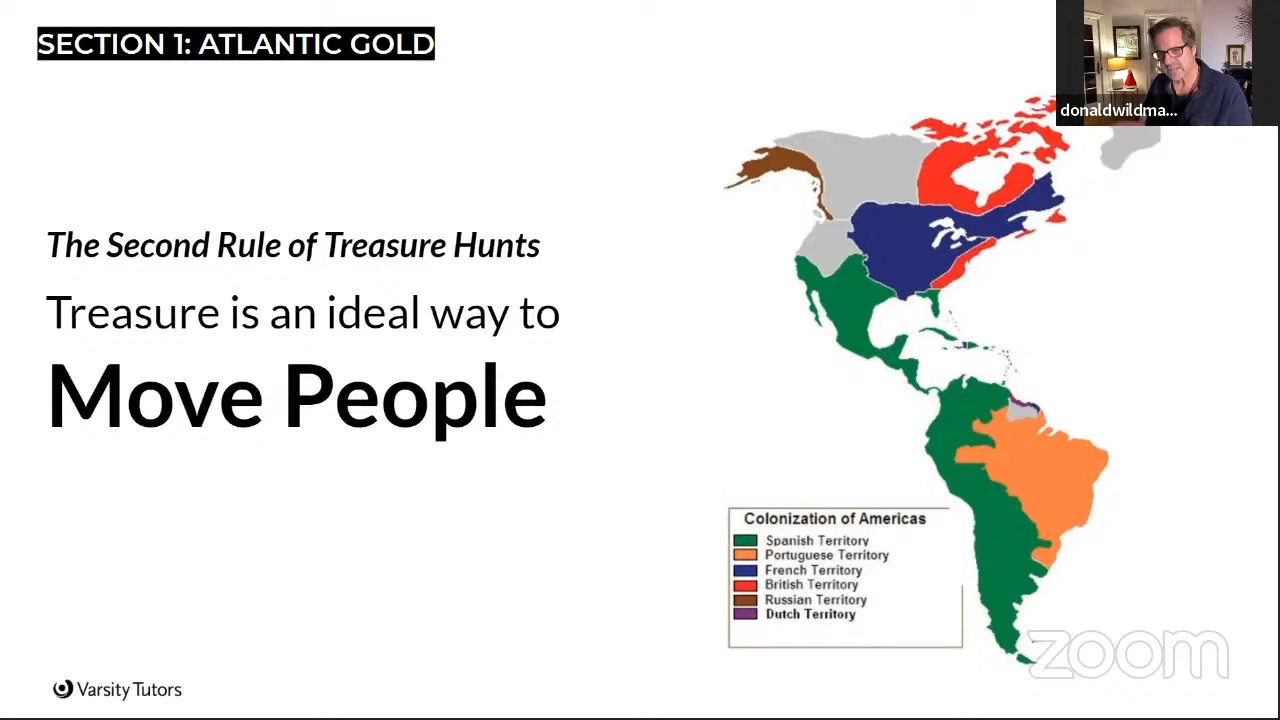 SECTION 1: ATLANTIC GOLD
donaldwildma...
The Second Rule of Treasure Hunts
Treasure is an ideal way to
Move People
Colonization of Americas
Spanish Territory
Portuguese Territory
French Territory
British Territory
Russian Territory
Dutch Territory
zoom
Varsity Tutors